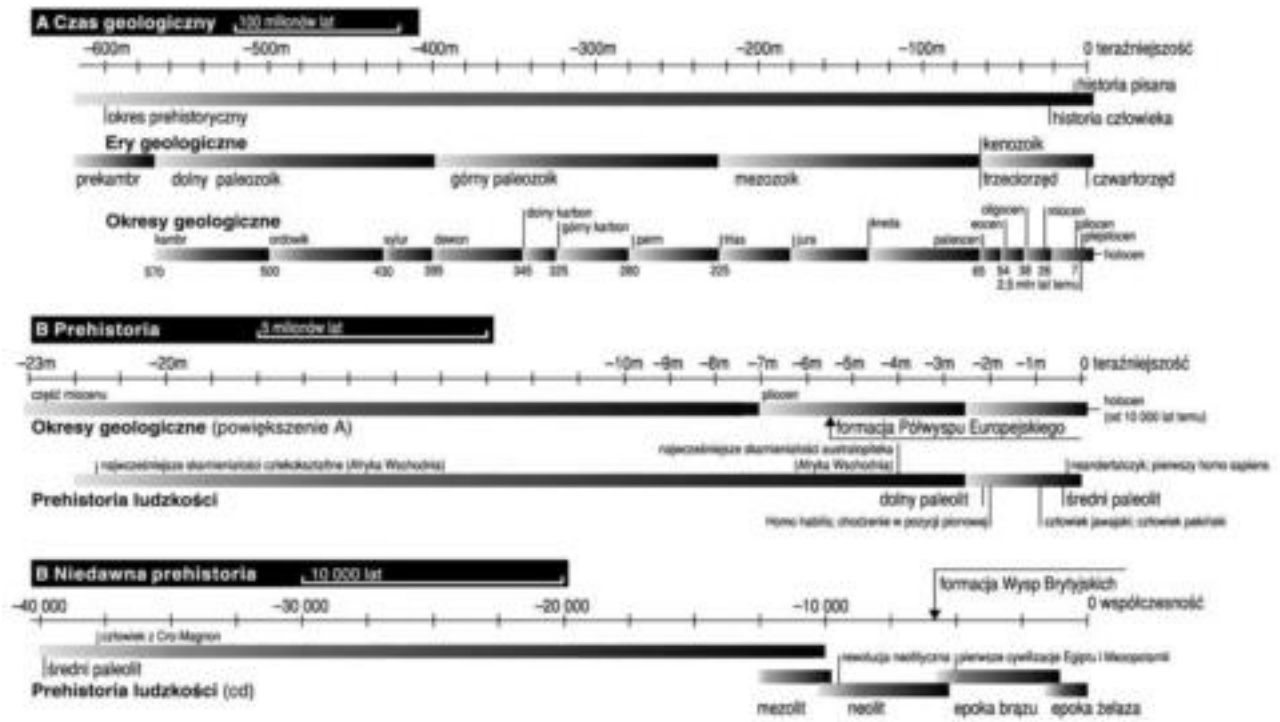 A Czas geologiczny 100 milionów lat
–600m –500m –400m –300m –200m –100m 0 teraźniejszość
historia pisana
okres prehistoryczny historia człowieka
Ery geologiczne kenozoik
prekambr dolny paleozoik górny paleozoik mezozoik trzeciorzęd czwartorzęd
Okresy geologiczne dolny karbon oligocen miocen
górny karbon kreda eocen pliocen
kambr ordowik sylur dewon perm trias jura paleocen plejstocen
holocen
570 500 430 395 345 325 280 225 65 54 38 26 7
2,5 mln lat temu
B Prehistoria 5 milionów lat
–23m –20m –10m –9m –8m –7m –6m –5m –4m –3m –2m –1m 0 teraźniejszość
część miocenu pliocen holocen
(od 10 000 lat temu)
Okresy geologiczne (powiększenie A) formacja Półwyspu Europejskiego
najwcześniejsze skamieniałości australopiteka
najwcześniejsze skamieniałości człekokształtne (Afryka Wschodnia) (Afryka Wschodnia) neandertalczyk; pierwszy homo sapiens
Prehistoria ludzkości dolny paleolit średni paleolit
Homo habilis; chodzenie w pozycji pionowej człowiek jawajski; człowiek pekiński
B Niedawna prehistoria 10 000 lat
formacja Wysp Brytyjskich
–40 000 –30 000 –20 000 –10 000 0 współczesność
człowiek z Cro-Magnon
średni paleolit rewolucja neolityczna pierwsze cywilizacje Egiptu i Mezopotamii
Prehistoria ludzkości (cd)
mezolit neolit epoka brązu epoka żelaza